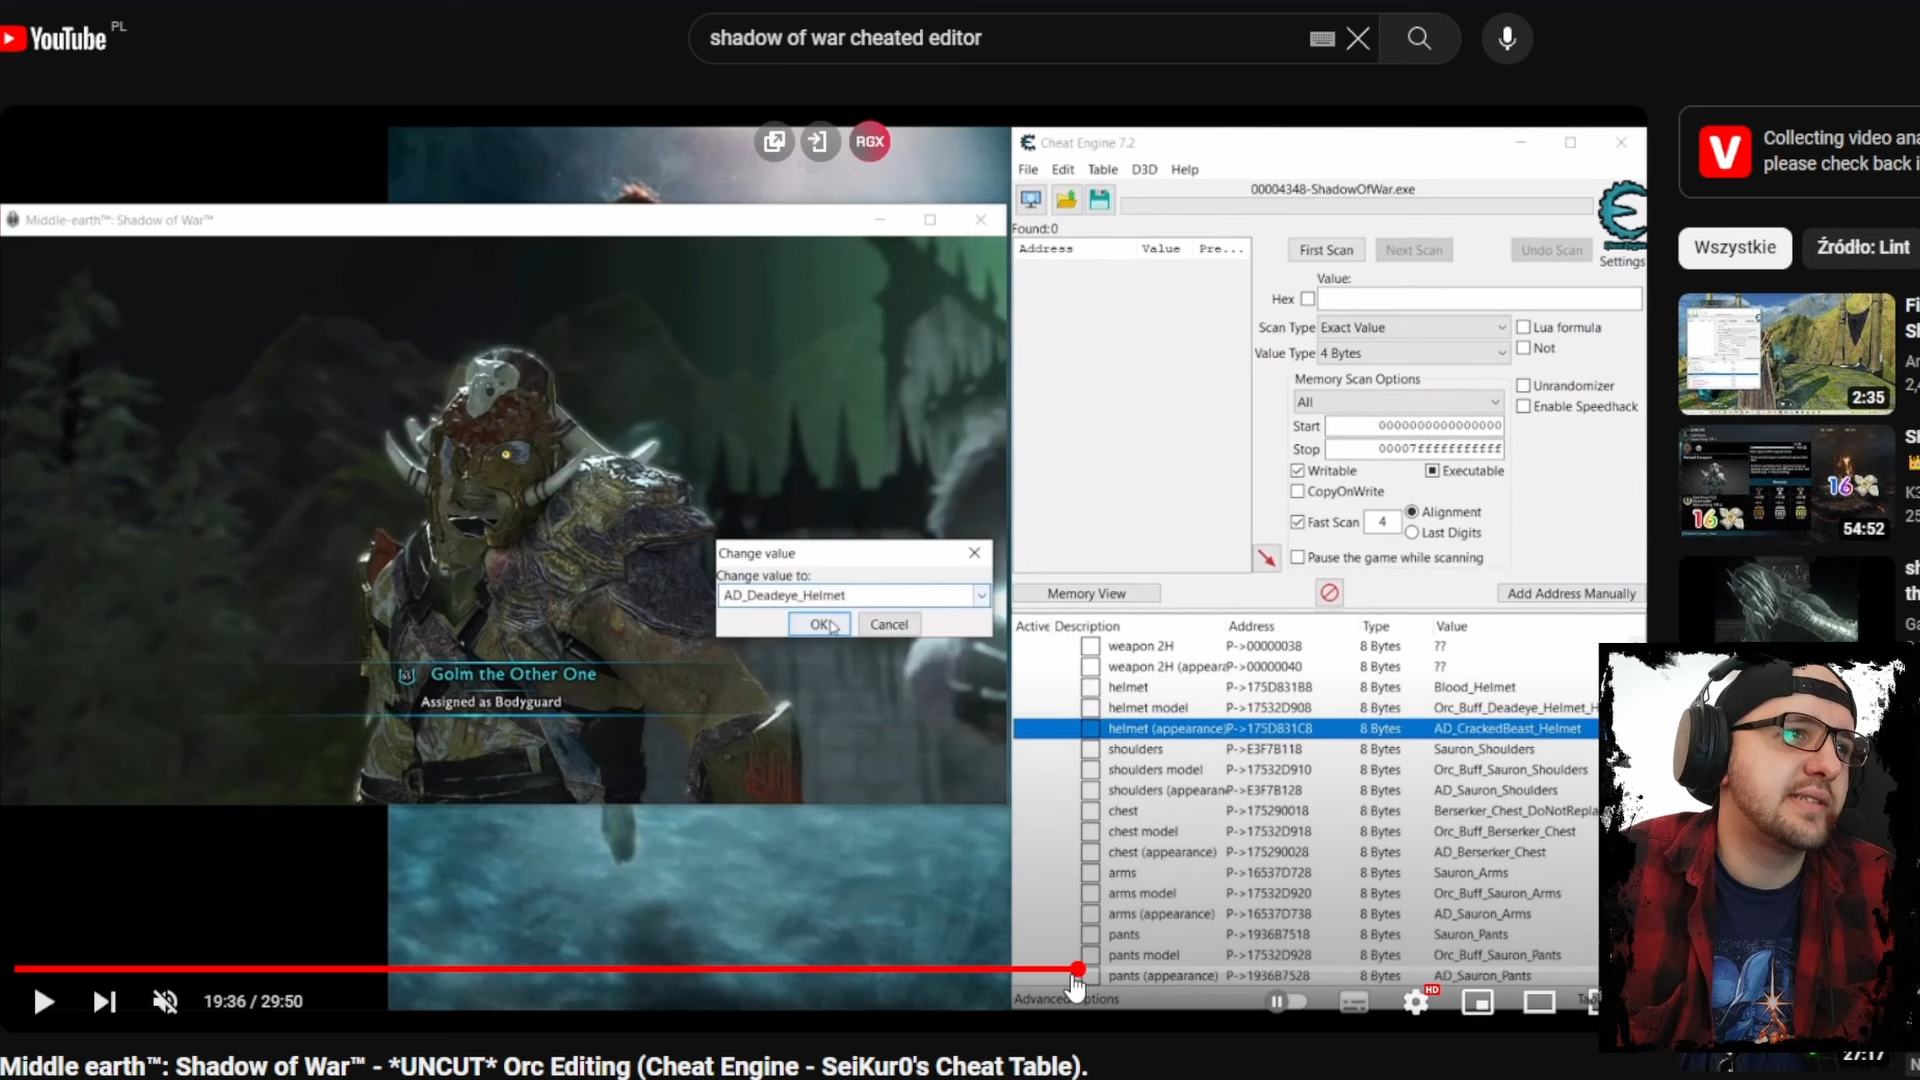 YouTube PL
shadow of war cheated editor
RGX
Cheat Engine 7.2
File Edit Table D3D Help
00004348-ShadowOfWar.exe
Found:0
Address Value Pre...
First Scan Next Scan Undo Scan
Cheat Engine
Settings
Value:
Hex
Scan Type Exact Value
Lua formula
Value Type 4 Bytes
Not
Memory Scan Options
All
Unrandomizer
Enable Speedhack
Start 0000000000000000
Stop 00007fffffffffff
Writable Executable
CopyOnWrite
Fast Scan 4 Alignment
Last Digits
Pause the game while scanning
Memory View
Add Address Manually
Active Description Address Type Value
weapon 2H P->00000038 8 Bytes ??
weapon 2H (appeara P->00000040 8 Bytes ??
helmet P->175D831B8 8 Bytes Blood_Helmet
helmet model P->17532D908 8 Bytes Orc_Buff_Deadeye_Helmet_H
helmet (appearance) P->175D831C8 8 Bytes AD_CrackedBeast_Helmet
shoulders P->E3F7B118 8 Bytes Sauron_Shoulders
shoulders model P->17532D910 8 Bytes Orc_Buff_Sauron_Shoulders
shoulders (appearan P->E3F7B128 8 Bytes AD_Sauron_Shoulders
chest P->175290018 8 Bytes Berserker_Chest_DoNotRepla
chest model P->17532D918 8 Bytes Orc_Buff_Berserker_Chest
chest (appearance) P->175290028 8 Bytes AD_Berserker_Chest
arms P->16537D728 8 Bytes Sauron_Arms
arms model P->17532D920 8 Bytes Orc_Buff_Sauron_Arms
arms (appearance) P->16537D738 8 Bytes AD_Sauron_Arms
pants P->1936B7518 8 Bytes Sauron_Pants
pants model P->17532D928 8 Bytes Orc_Buff_Sauron_Pants
pants (appearance) P->1936B7528 8 Bytes AD_Sauron_Pants
Advanced Options
Middle-earth™: Shadow of War™
Change value
Change value to:
AD_Deadeye_Helmet
OK Cancel
Golm the Other One
Assigned as Bodyguard
19:36 / 29:50
HD
Middle earth™: Shadow of War™ - *UNCUT* Orc Editing (Cheat Engine - SeiKur0's Cheat Table).
Collecting video ana
please check back i
Wszystkie
Źródło: Lint
2:35
16
16
54:52
27:17